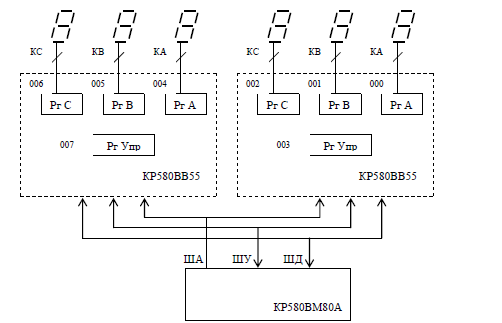 КС КВ КА КС КВ КА
006 005 004 002 001 000
Рг С Рг В Рг А Рг С Рг В Рг А
007 Рг Упр 003 Рг Упр
КР580ВВ55 КР580ВВ55
ША ШУ ШД
КР580ВМ80А